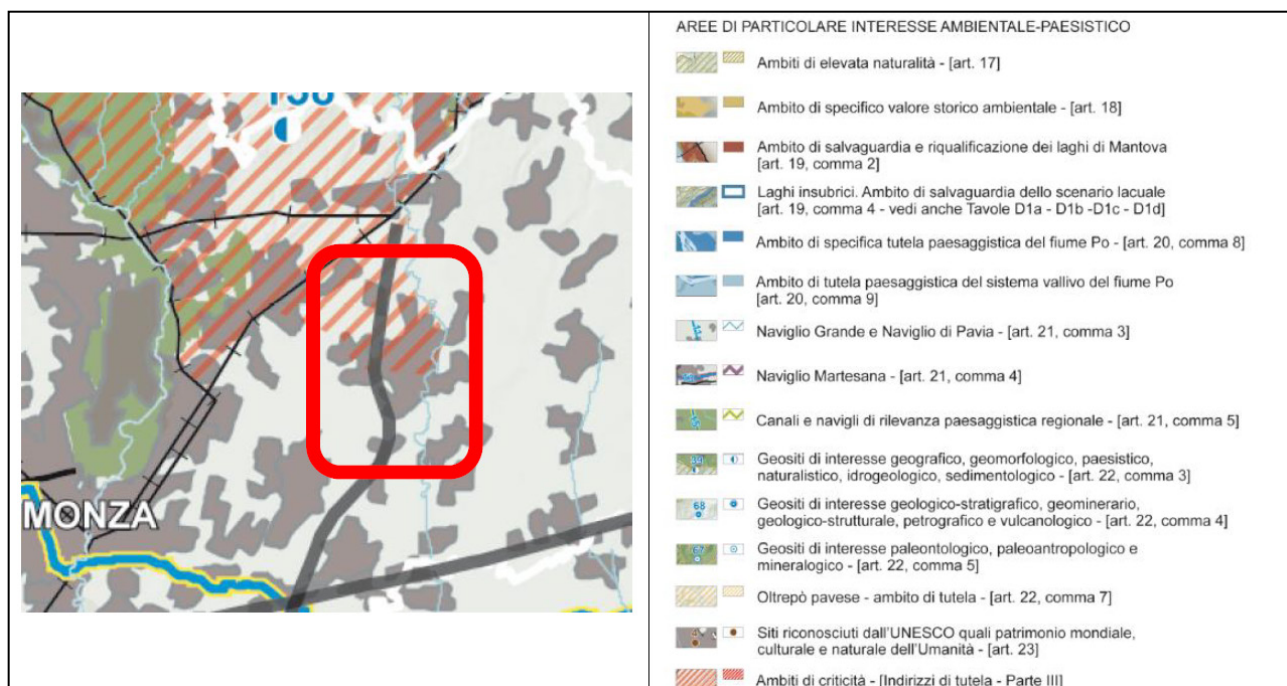 150
MONZA
AREE DI PARTICOLARE INTERESSE AMBIENTALE-PAESISTICO
Ambiti di elevata naturalità - [art. 17]
Ambito di specifico valore storico ambientale - [art. 18]
Ambito di salvaguardia e riqualificazione dei laghi di Mantova
[art. 19, comma 2]
Laghi insubrici. Ambito di salvaguardia dello scenario lacuale
[art. 19, comma 4 - vedi anche Tavole D1a - D1b -D1c - D1d]
Ambito di specifica tutela paesaggistica del fiume Po - [art. 20, comma 8]
Ambito di tutela paesaggistica del sistema vallivo del fiume Po
[art. 20, comma 9]
Naviglio Grande e Naviglio di Pavia - [art. 21, comma 3]
Naviglio Martesana - [art. 21, comma 4]
Canali e navigli di rilevanza paesaggistica regionale - [art. 21, comma 5]
Geositi di interesse geografico, geomorfologico, paesistico,
naturalistico, idrogeologico, sedimentologico - [art. 22, comma 3]
68
Geositi di interesse geologico-stratigrafico, geominerario,
geologico-strutturale, petrografico e vulcanologico - [art. 22, comma 4]
67
Geositi di interesse paleontologico, paleoantropologico e
mineralogico - [art. 22, comma 5]
Oltrepò pavese - ambito di tutela - [art. 22, comma 7]
Siti riconosciuti dall'UNESCO quali patrimonio mondiale,
culturale e naturale dell'Umanità - [art. 23]
Ambiti di criticità - [Indirizzi di tutela - Parte III]